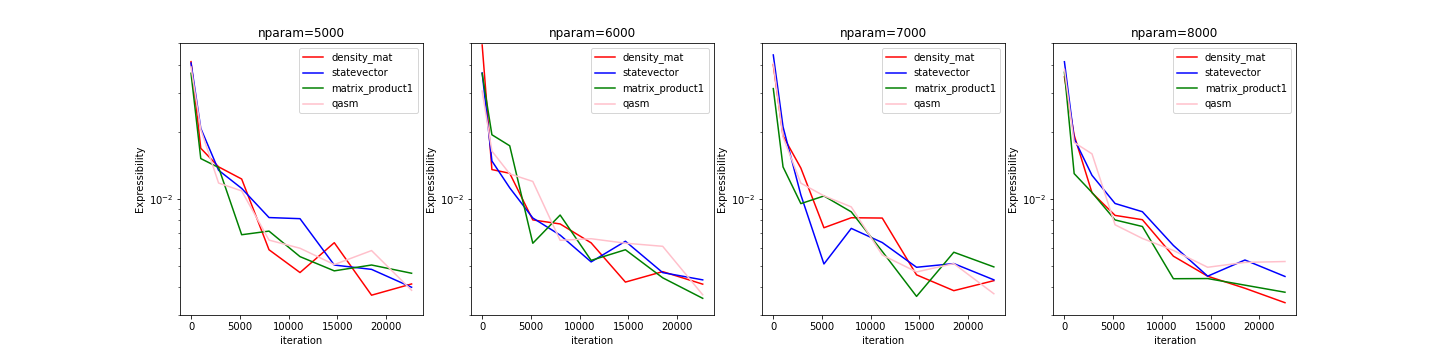 nparam=5000
density_mat
statevector
matrix_product1
qasm
Expressibility
10⁻²
0 5000 10000 15000 20000
iteration
nparam=6000
density_mat
statevector
matrix_product1
qasm
Expressibility
10⁻²
0 5000 10000 15000 20000
iteration
nparam=7000
density_mat
statevector
matrix_product1
qasm
Expressibility
10⁻²
0 5000 10000 15000 20000
iteration
nparam=8000
density_mat
statevector
matrix_product1
qasm
Expressibility
10⁻²
0 5000 10000 15000 20000
iteration